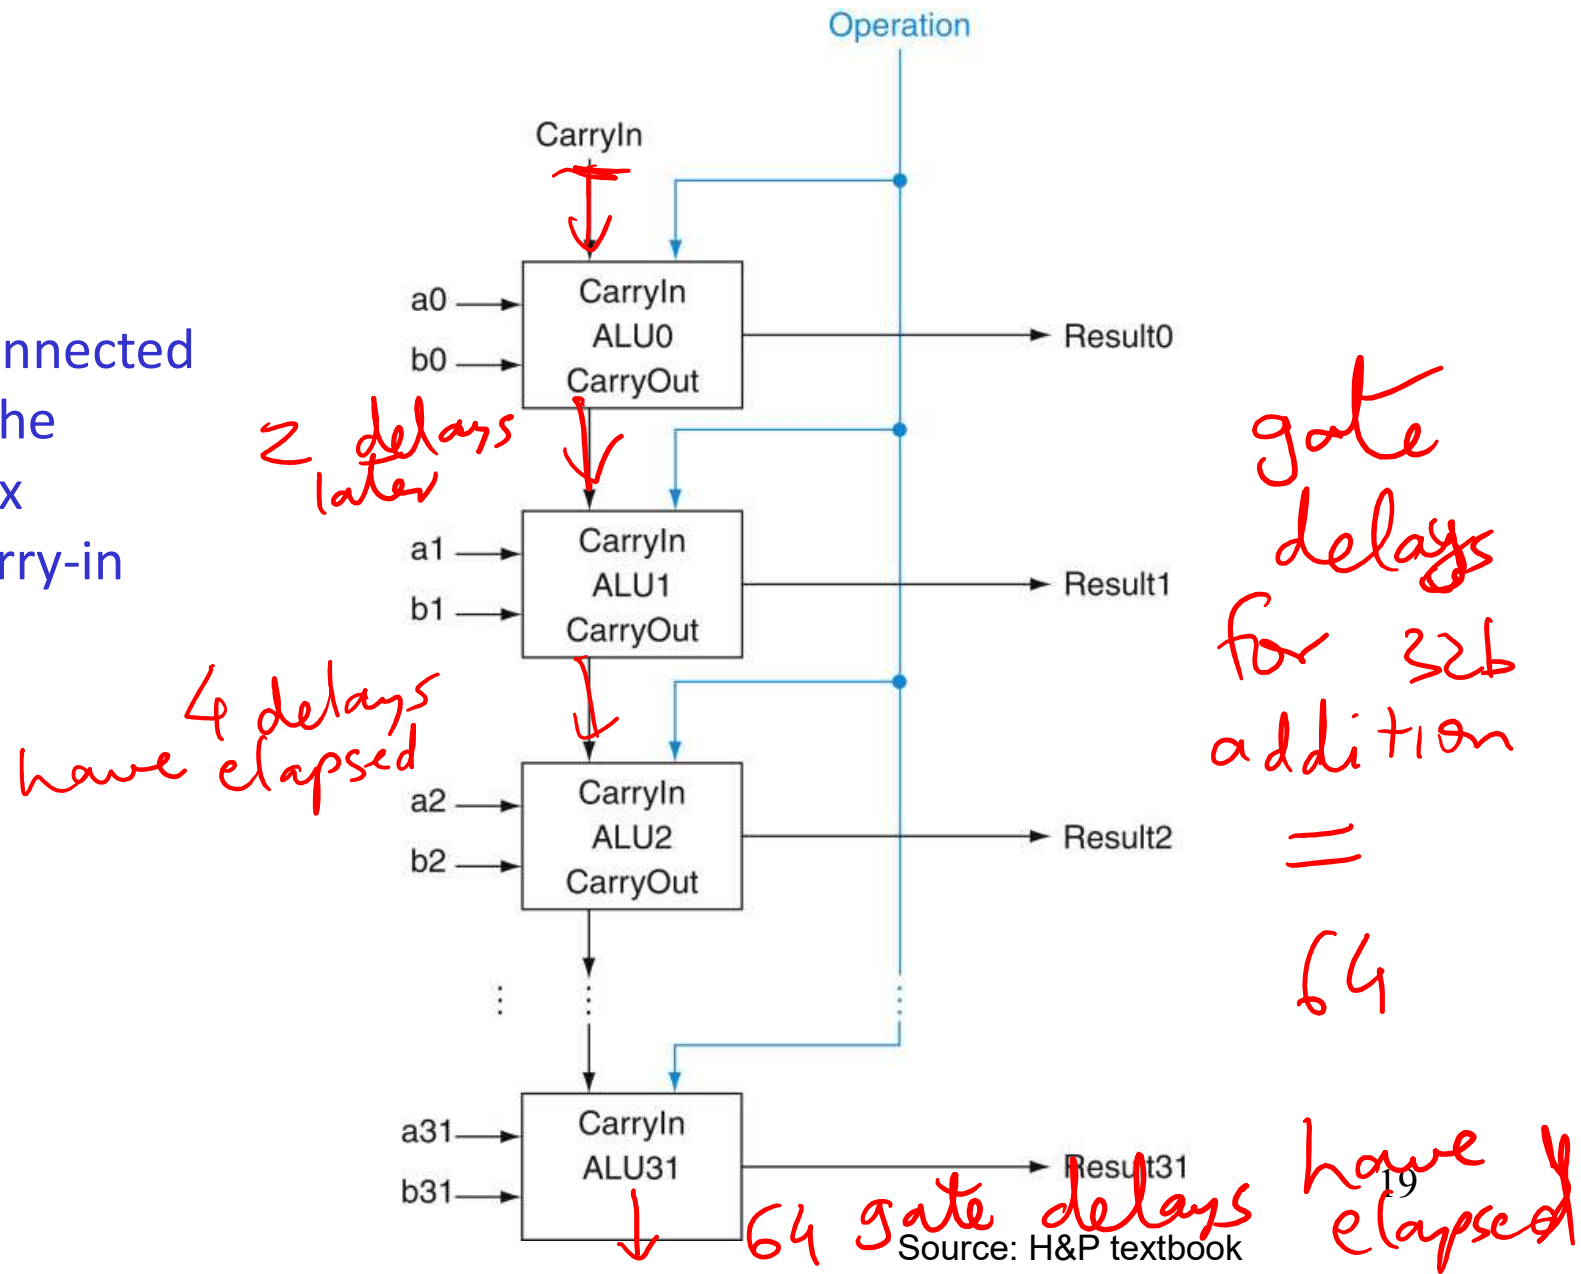 Operation
CarryIn
a0
b0
CarryIn
ALU0
CarryOut
Result0
nnected
he
x
rry-in
2 delays
later
a1
b1
CarryIn
ALU1
CarryOut
Result1
4 delays
have elapsed
a2
b2
CarryIn
ALU2
CarryOut
Result2
gate
delays
for 32b
addition
=
64
a31
b31
CarryIn
ALU31
Result31
64 gate delays have
elapsed
19
Source: H&P textbook